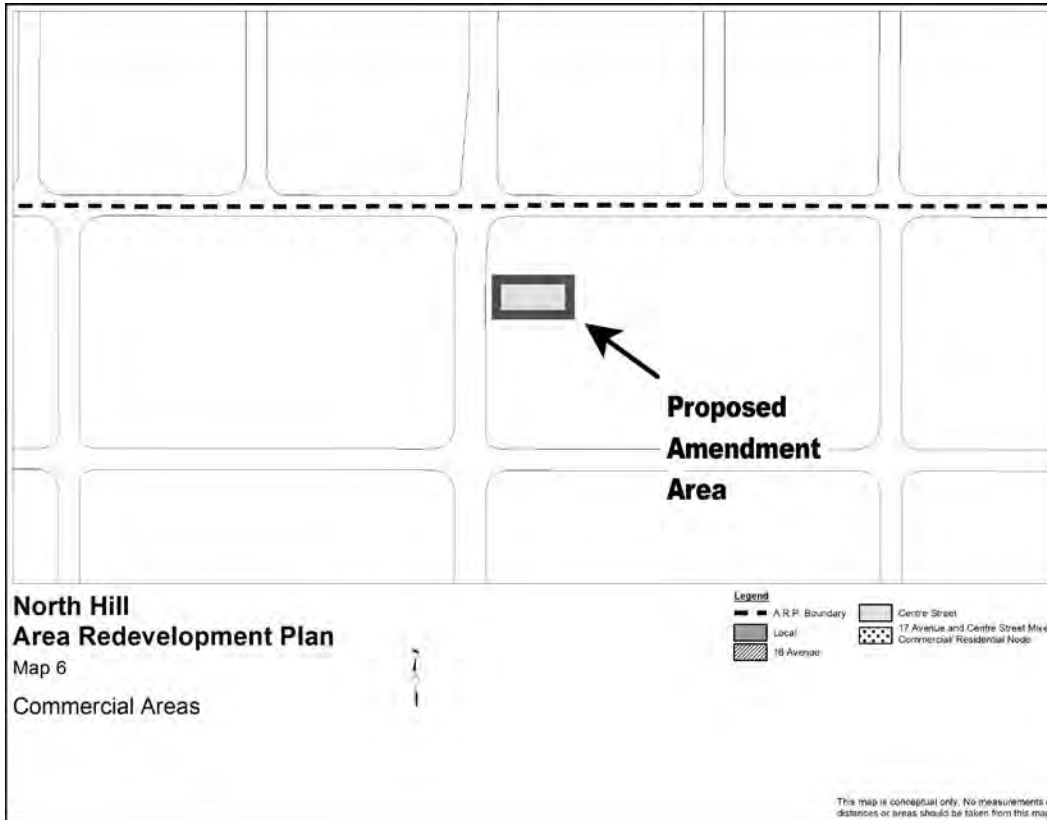 Proposed
Amendment
Area
North Hill
Area Redevelopment Plan
Map 6
Commercial Areas
Legend
A.R.P. Boundary
Local
16 Avenue
Centre Street
17 Avenue and Centre Street
Commercial/Residential Node
This map is conceptual only. No measurements
distances or areas should be taken from this map